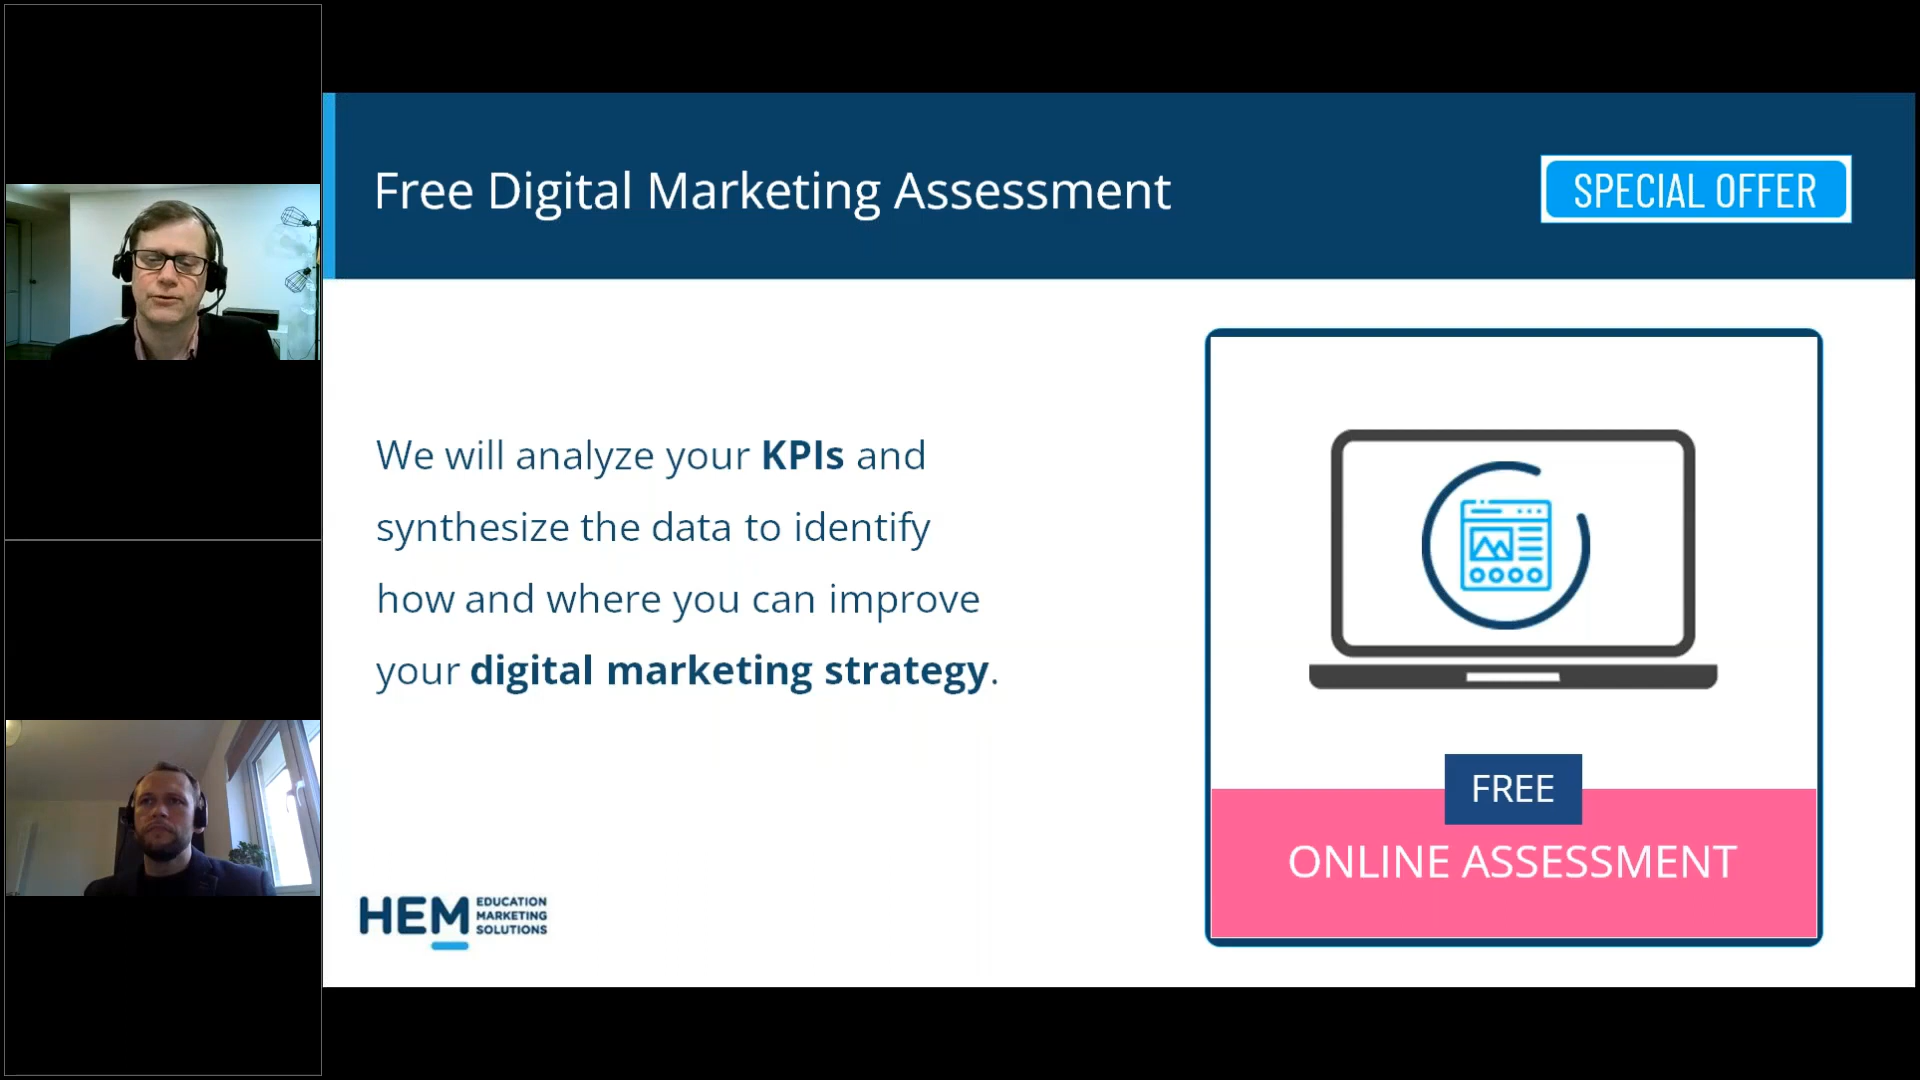 Free Digital Marketing Assessment
SPECIAL OFFER
We will analyze your KPIs and
synthesize the data to identify
how and where you can improve
your digital marketing strategy.
FREE
ONLINE ASSESSMENT
HEM
EDUCATION
MARKETING
SOLUTIONS